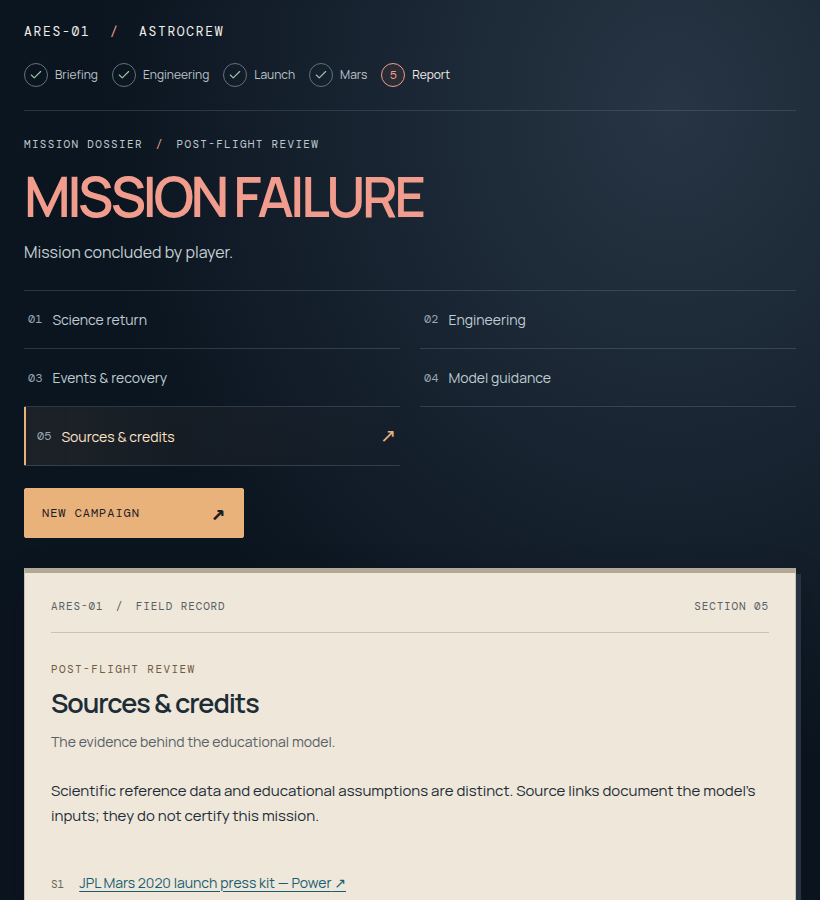 ARES-01 / ASTROCREW
Briefing Engineering Launch Mars 5 Report
MISSION DOSSIER / POST-FLIGHT REVIEW
MISSION FAILURE
Mission concluded by player.
01 Science return
02 Engineering
03 Events & recovery
04 Model guidance
05 Sources & credits ↗
NEW CAMPAIGN ↗
ARES-01 / FIELD RECORD
SECTION 05
POST-FLIGHT REVIEW
Sources & credits
The evidence behind the educational model.
Scientific reference data and educational assumptions are distinct. Source links document the model's
inputs; they do not certify this mission.
S1 JPL Mars 2020 launch press kit — Power ↗